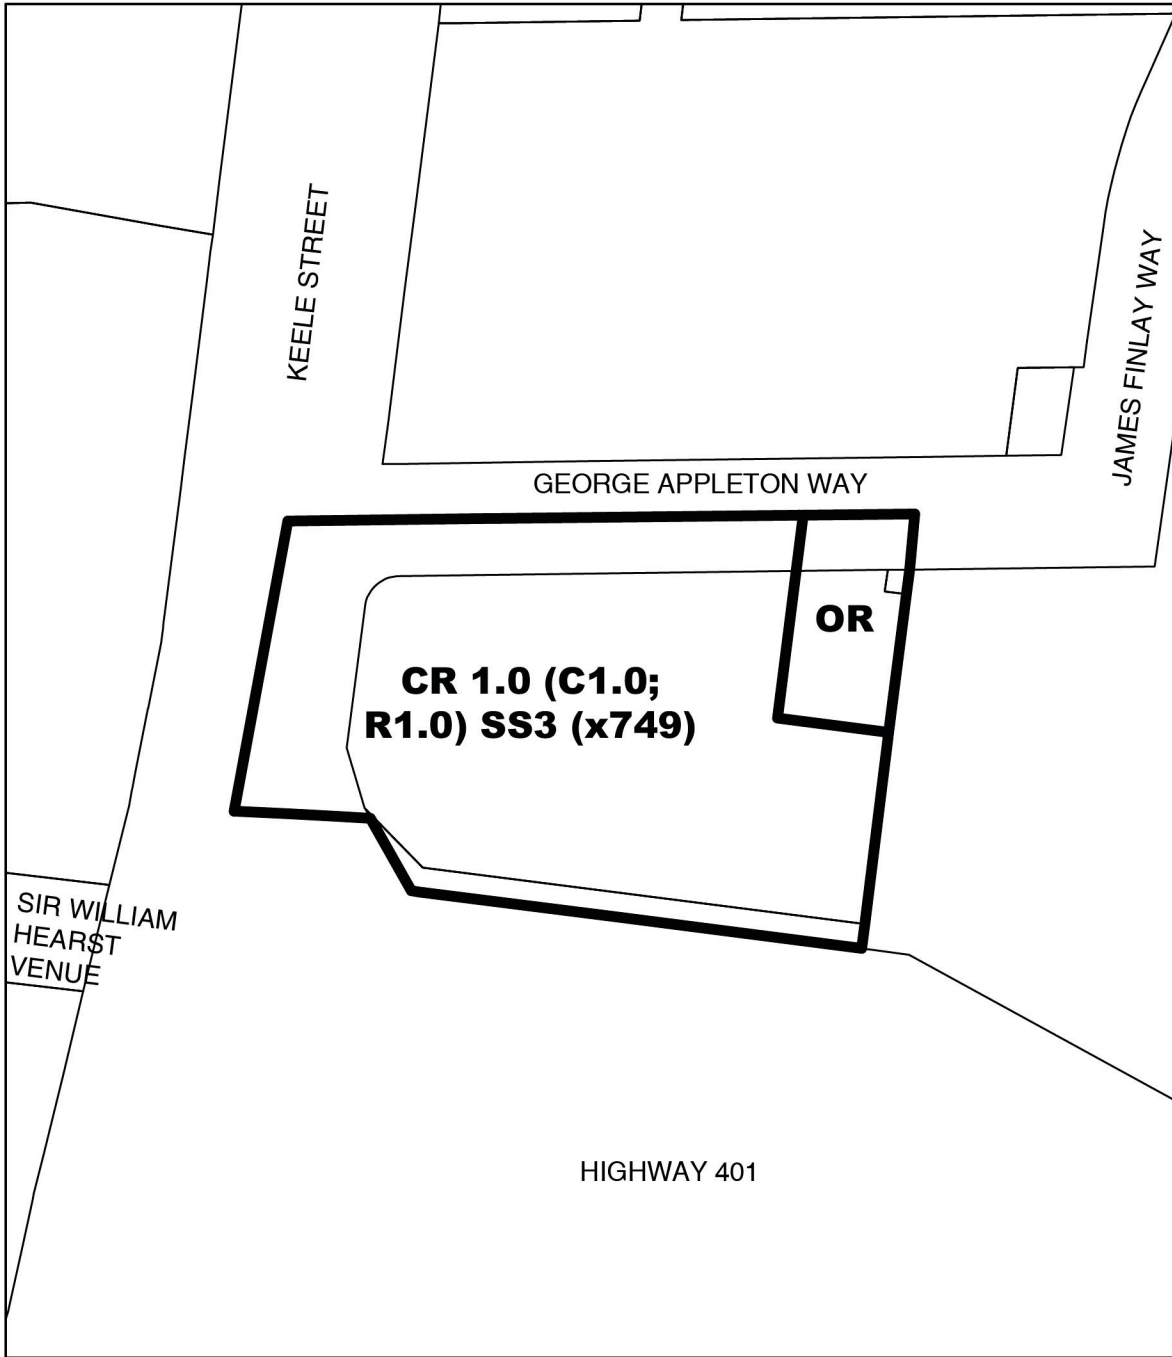 KEELE STREET
JAMES FINLAY WAY
GEORGE APPLETON WAY
OR
CR 1.0 (C1.0;
R1.0) SS3 (x749)
SIR WILLIAM
HEARST
VENUE
HIGHWAY 401